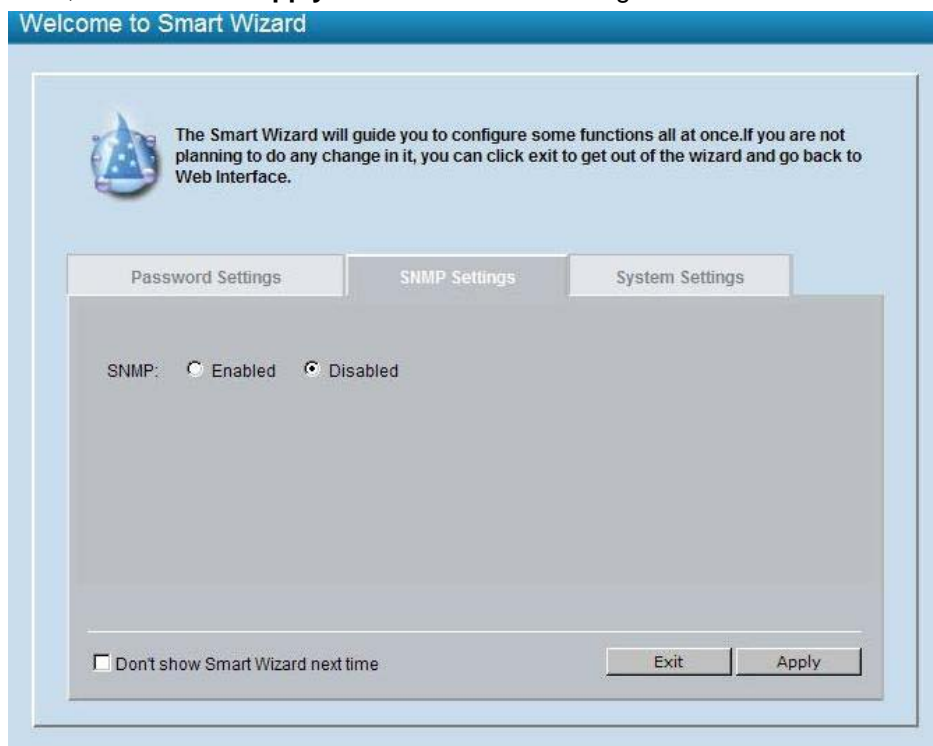 Apply
Welcome to Smart Wizard
The Smart Wizard will guide you to configure some functions all at once.If you are not
planning to do any change in it, you can click exit to get out of the wizard and go back to
Web Interface.
Password Settings SNMP Settings System Settings
SNMP: Enabled Disabled
Don't show Smart Wizard next time Exit Apply